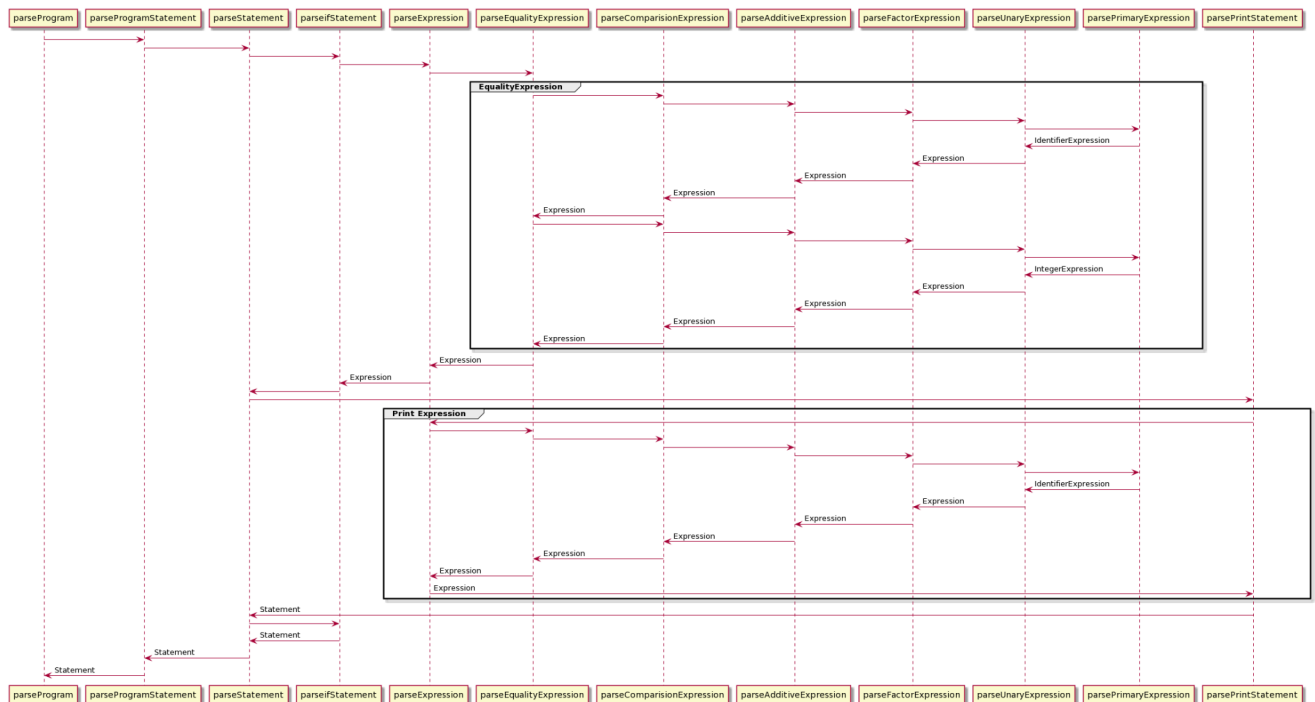 parseProgram parseProgramStatement parseStatement parseifStatement parseExpression parseEqualityExpression parseComparisionExpression parseAdditiveExpression parseFactorExpression parseUnaryExpression parsePrimaryExpression parsePrintStatement
EqualityExpression
IdentifierExpression
Expression
Expression
Expression
Expression
IntegerExpression
Expression
Expression
Expression
Expression
Expression
Expression
Print Expression
IdentifierExpression
Expression
Expression
Expression
Expression
Expression
Expression
Statement
Statement
Statement
Statement
parseProgram parseProgramStatement parseStatement parseifStatement parseExpression parseEqualityExpression parseComparisionExpression parseAdditiveExpression parseFactorExpression parseUnaryExpression parsePrimaryExpression parsePrintStatement